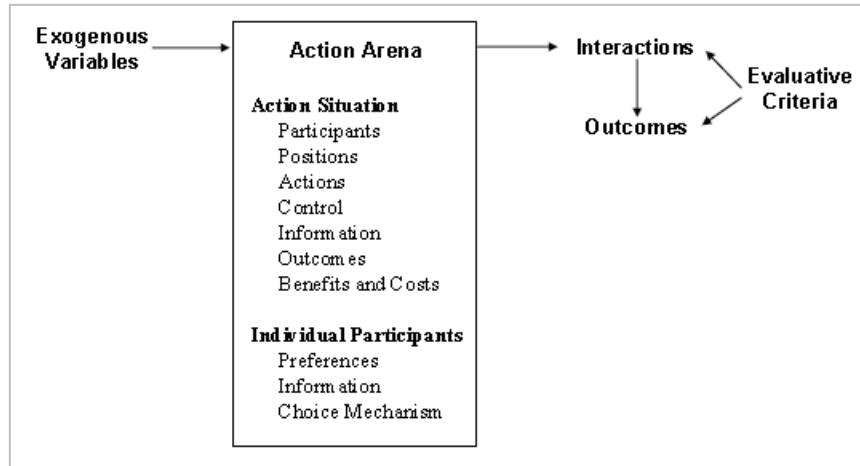 Exogenous
Variables
Action Arena
Action Situation
Participants
Positions
Actions
Control
Information
Outcomes
Benefits and Costs
Individual Participants
Preferences
Information
Choice Mechanism
Interactions
Outcomes
Evaluative
Criteria